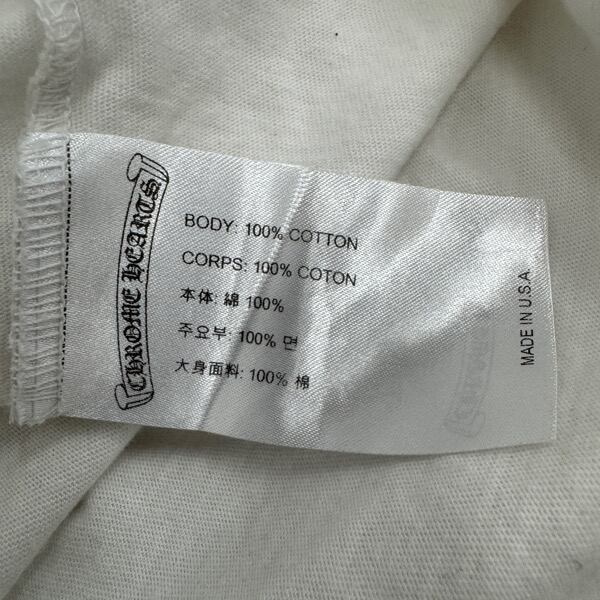 CHROME HEARTS
BODY: 100% COTTON
CORPS: 100% COTON
本体: 綿 100%
주요부: 100% 면
大身面料: 100% 棉
MADE IN U.S.A.